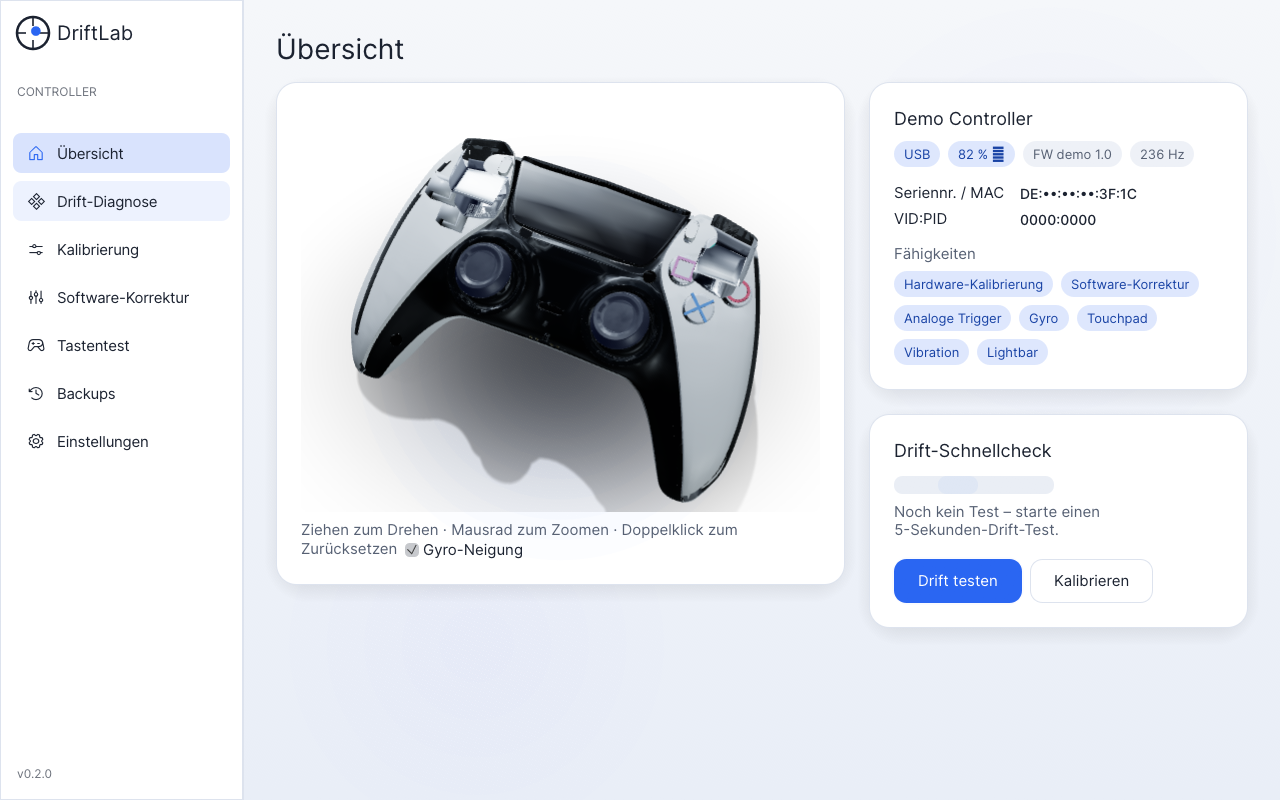 DriftLab
CONTROLLER
Übersicht
Drift-Diagnose
Kalibrierung
Software-Korrektur
Tastentest
Backups
Einstellungen
v0.2.0
Übersicht
Ziehen zum Drehen · Mausrad zum Zoomen · Doppelklick zum
Zurücksetzen Gyro-Neigung
Demo Controller
USB 82 % FW demo 1.0 236 Hz
Seriennr. / MAC DE:••:••:••:3F:1C
VID:PID 0000:0000
Fähigkeiten
Hardware-Kalibrierung Software-Korrektur
Analoge Trigger Gyro Touchpad
Vibration Lightbar
Drift-Schnellcheck
Noch kein Test – starte einen
5-Sekunden-Drift-Test.
Drift testen Kalibrieren